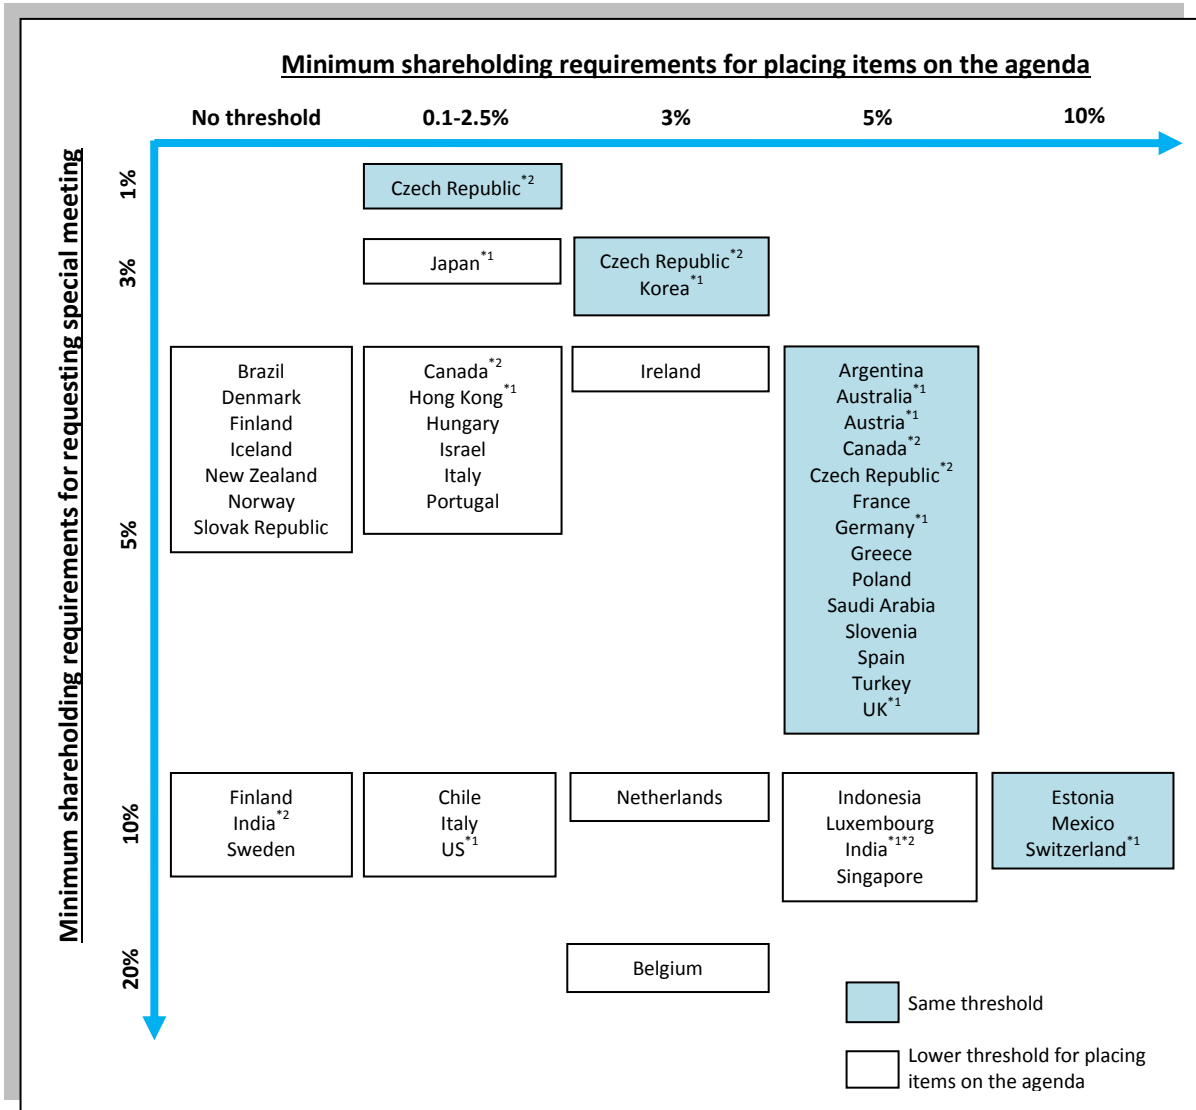 Minimum shareholding requirements for placing items on the agenda
No threshold 0.1-2.5% 3% 5% 10%
Minimum shareholding requirements for requesting special meeting
1%
Czech Republic*2
3%
Japan*1
Czech Republic*2
Korea*1
5%
Brazil
Denmark
Finland
Iceland
New Zealand
Norway
Slovak Republic
Canada*2
Hong Kong*1
Hungary
Israel
Italy
Portugal
Ireland
Argentina
Australia*1
Austria*1
Canada*2
Czech Republic*2
France
Germany*1
Greece
Poland
Saudi Arabia
Slovenia
Spain
Turkey
UK*1
10%
Finland
India*2
Sweden
Chile
Italy
US*1
Netherlands
Indonesia
Luxembourg
India*1*2
Singapore
Estonia
Mexico
Switzerland*1
20%
Belgium
Same threshold
Lower threshold for placing
items on the agenda